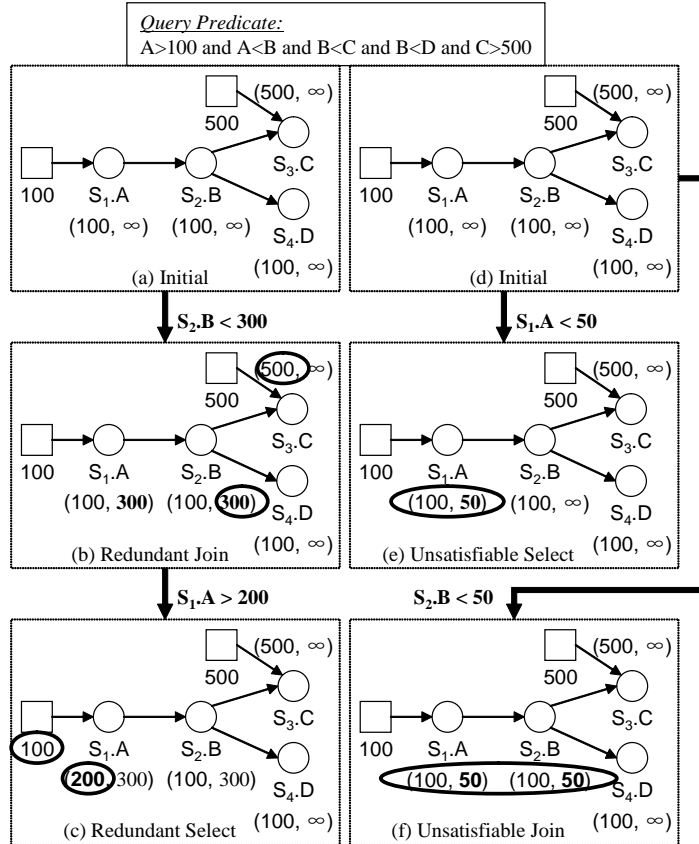 Query Predicate:
A>100 and A<B and B<C and B<D and C>500
(500, ∞)
500
S3.C
100
S1.A
S2.B
(100, ∞)
(100, ∞)
S4.D
(100, ∞)
(a) Initial
(500, ∞)
500
S3.C
100
S1.A
S2.B
(100, ∞)
(100, ∞)
S4.D
(100, ∞)
(d) Initial
S2.B < 300
S1.A < 50
(500, ∞)
500
S3.C
100
S1.A
S2.B
(100, 300)
(100, 300)
S4.D
(100, ∞)
(b) Redundant Join
(500, ∞)
500
S3.C
100
S1.A
S2.B
(100, 50)
(100, ∞)
S4.D
(100, ∞)
(e) Unsatisfiable Select
S1.A > 200
S2.B < 50
(500, ∞)
500
S3.C
100
S1.A
S2.B
(200, 300)
(100, 300)
S4.D
(100, ∞)
(c) Redundant Select
(500, ∞)
500
S3.C
100
S1.A
S2.B
(100, 50)
(100, 50)
S4.D
(100, ∞)
(f) Unsatisfiable Join